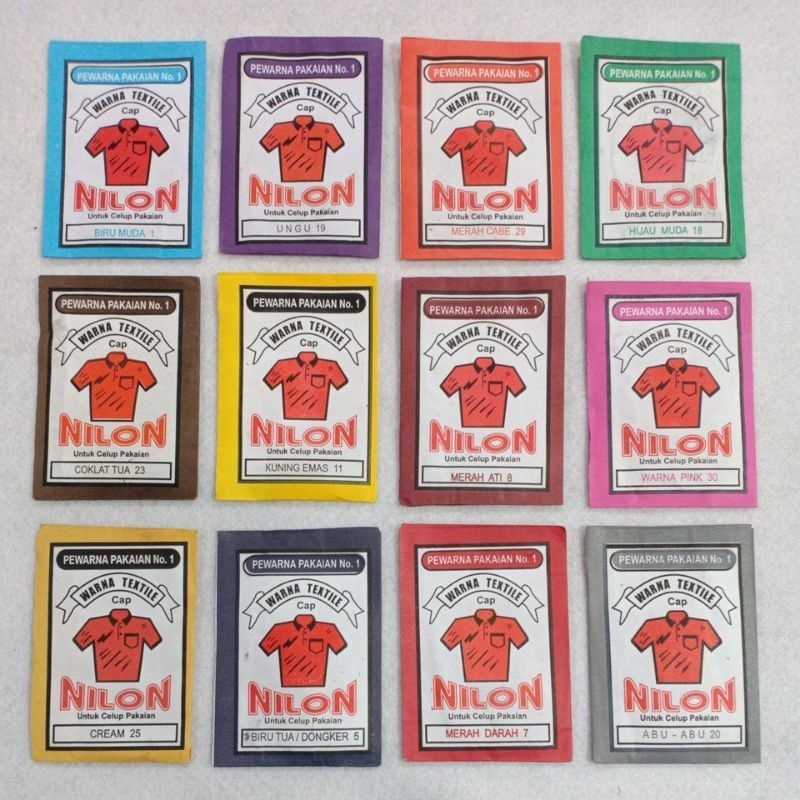 PEWARNA PAKAIAN No. 1
WARNA TEXTILE
Cap
NILON
Untuk Celup Pakaian
BIRU MUDA 1
PEWARNA PAKAIAN No. 1
WARNA TEXTILE
Cap
NILON
Untuk Celup Pakaian
UNGU 19
PEWARNA PAKAIAN No. 1
WARNA TEXTILE
Cap
NILON
Untuk Celup Pakaian
MERAH CABE 29
PEWARNA PAKAIAN No. 1
WARNA TEXTILE
Cap
NILON
Untuk Celup Pakaian
HIJAU MUDA 18
PEWARNA PAKAIAN No. 1
WARNA TEXTILE
Cap
NILON
Untuk Celup Pakaian
COKLAT TUA 23
PEWARNA PAKAIAN No. 1
WARNA TEXTILE
Cap
NILON
Untuk Celup Pakaian
KUNING EMAS 11
PEWARNA PAKAIAN No. 1
WARNA TEXTILE
Cap
NILON
Untuk Celup Pakaian
MERAH ATI 8
PEWARNA PAKAIAN No. 1
WARNA TEXTILE
Cap
NILON
Untuk Celup Pakaian
WARNA PINK 30
PEWARNA PAKAIAN No. 1
WARNA TEXTILE
Cap
NILON
Untuk Celup Pakaian
CREAM 25
PEWARNA PAKAIAN No. 1
WARNA TEXTILE
Cap
NILON
Untuk Celup Pakaian
BIRU TUA / DONGKER 5
PEWARNA PAKAIAN No. 1
WARNA TEXTILE
Cap
NILON
Untuk Celup Pakaian
MERAH DARAH 7
PEWARNA PAKAIAN No. 1
WARNA TEXTILE
Cap
NILON
Untuk Celup Pakaian
ABU - ABU 20